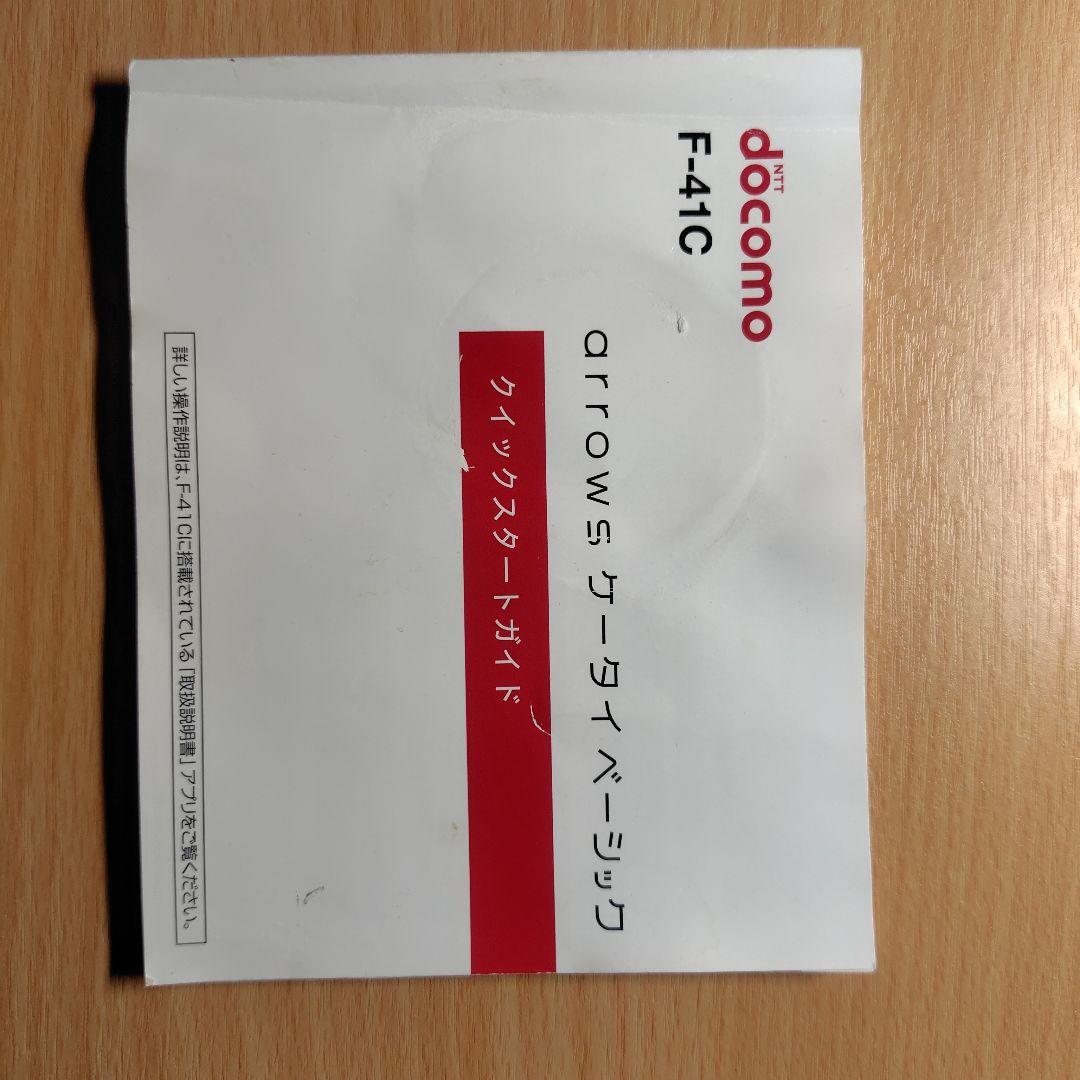 NTT
docomo
F-41C
arrows ケータイ ベーシック
クイックスタートガイド
詳しい操作説明は、F-41Cに搭載されている「取扱説明書」アプリをご覧ください。